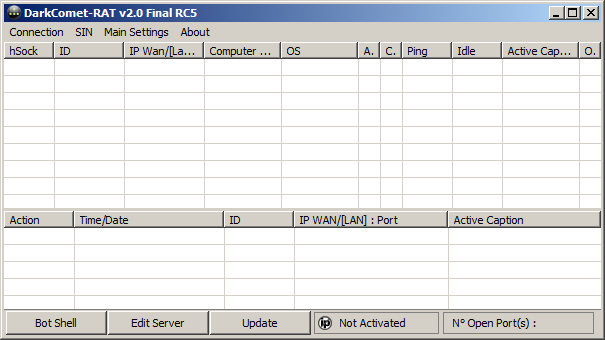 DarkComet-RAT v2.0 Final RC5
Connection SIN Main Settings About
hSock ID IP Wan/[La... Computer ... OS A. C. Ping Idle Active Cap... O.
Action Time/Date ID IP WAN/[LAN] : Port Active Caption
Bot Shell Edit Server Update ip Not Activated N° Open Port(s) :